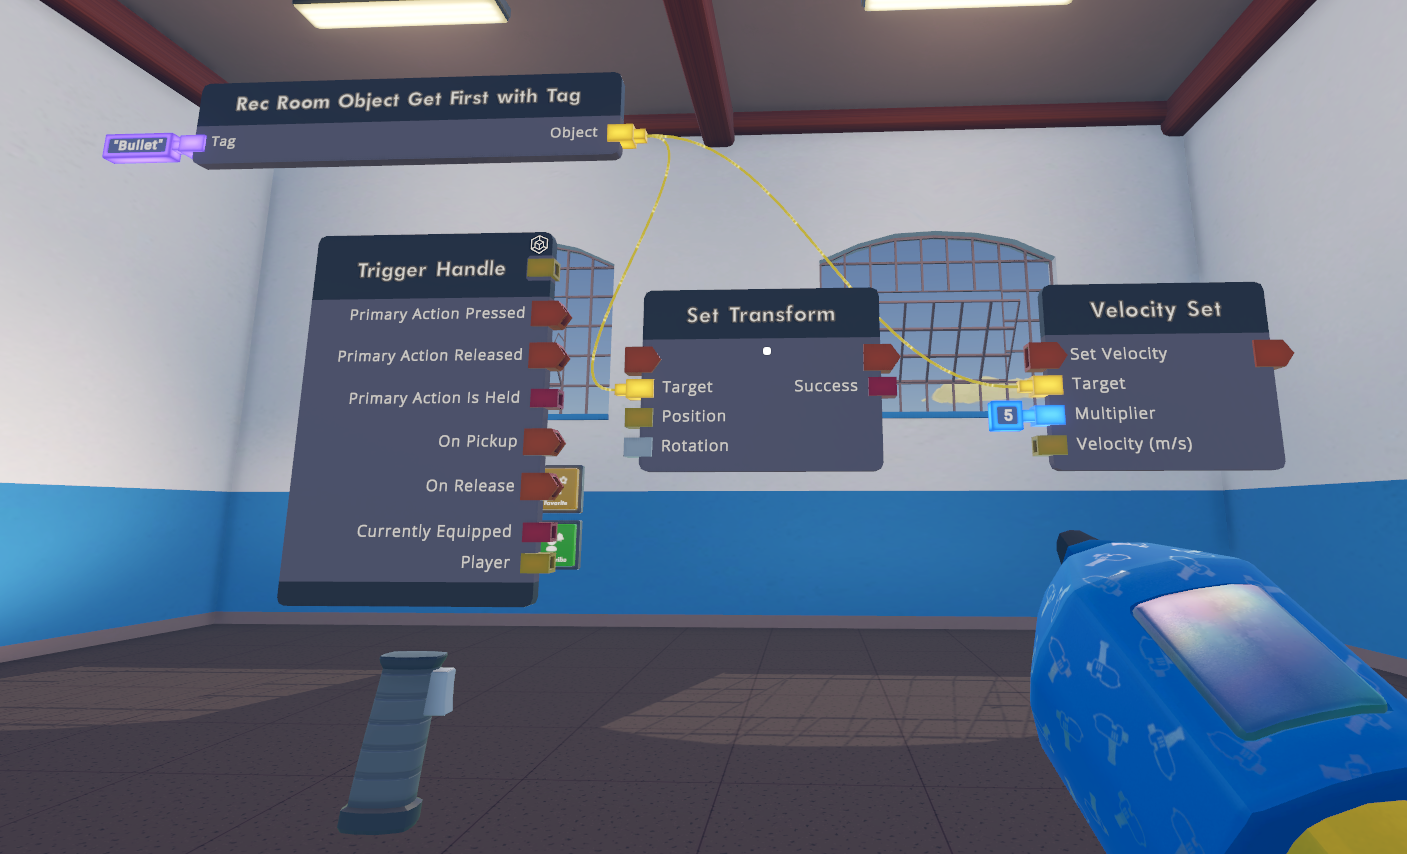 Rec Room Object Get First with Tag
"Bullet"
Tag
Object
Trigger Handle
Primary Action Pressed
Primary Action Released
Primary Action Is Held
On Pickup
On Release
Currently Equipped
Player
Set Transform
Target
Success
Position
Rotation
Velocity Set
Set Velocity
Target
5
Multiplier
Velocity (m/s)